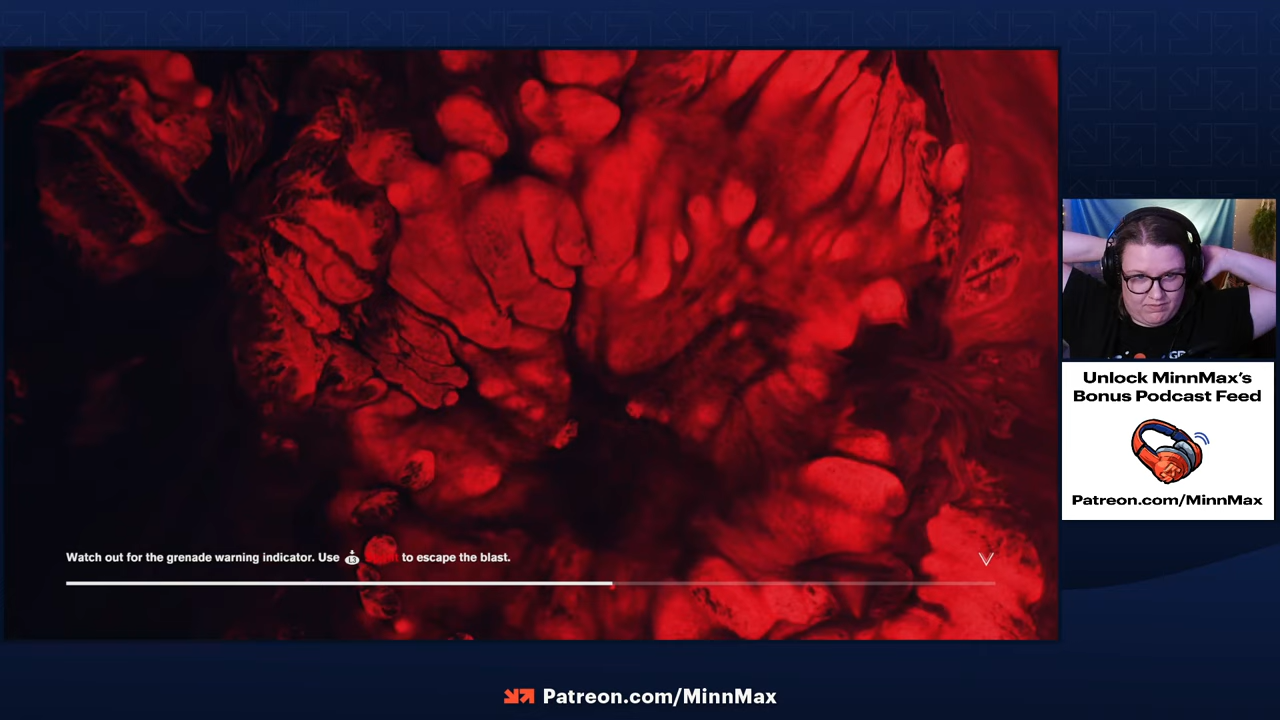 Unlock MinnMax's
Bonus Podcast Feed
Patreon.com/MinnMax
Watch out for the grenade warning indicator. Use L3 to escape the blast.
Patreon.com/MinnMax